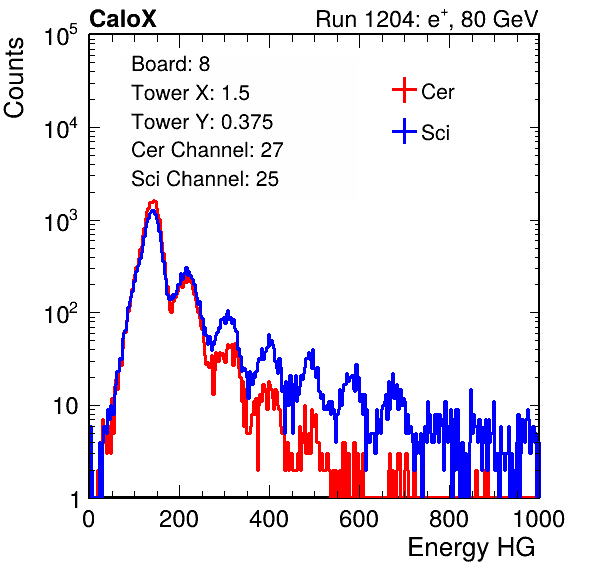 CaloX Run 1204: e⁺, 80 GeV
Board: 8
Tower X: 1.5
Tower Y: 0.375
Cer Channel: 27
Sci Channel: 25
Cer
Sci
Counts
10⁵
10⁴
10³
10²
10
1
0 200 400 600 800 1000
Energy HG